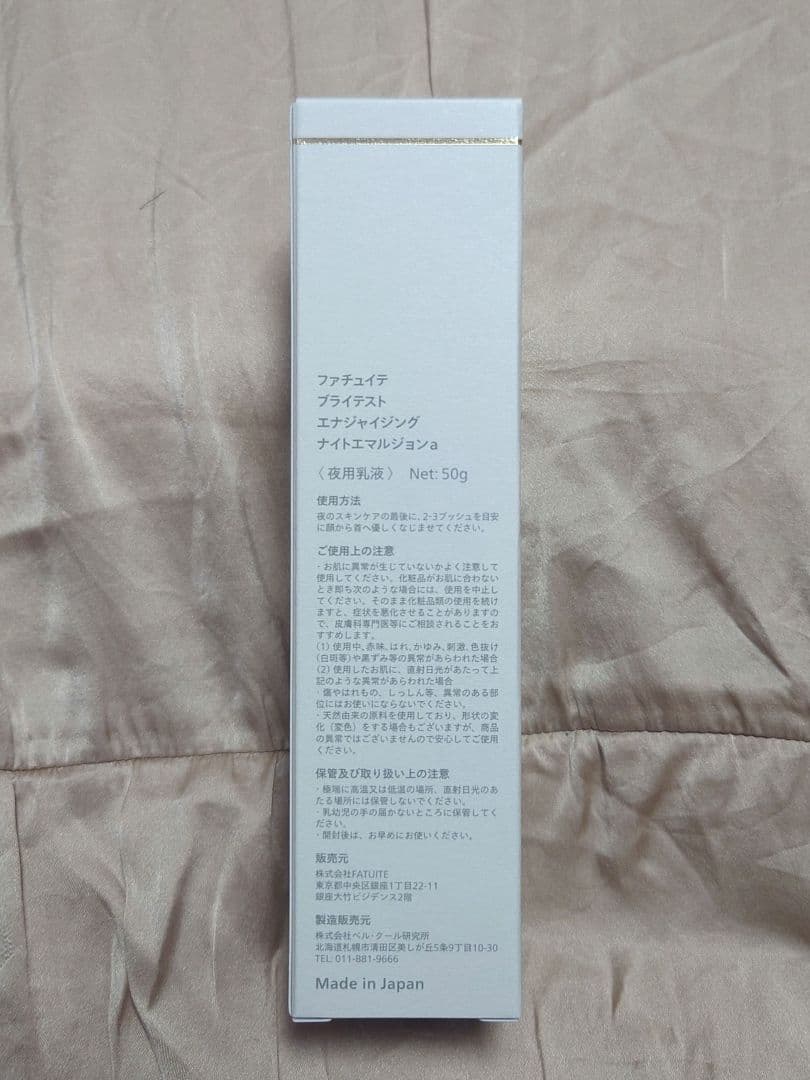 ファチュイテ
ブライテスト
エナジャイジング
ナイトエマルジョンa
〈夜用乳液〉 Net: 50g
使用方法
夜のスキンケアの最後に、2-3プッシュを目安
に顔から首へ優しくなじませてください。
ご使用上の注意
・お肌に異常が生じていないかよく注意して
使用してください。化粧品がお肌に合わない
とき即ち次のような場合には、使用を中止し
てください。そのまま化粧品類の使用を続け
ますと、症状を悪化させることがありますの
で、皮膚科専門医等にご相談されることをお
すすめします。
(1) 使用中、赤味、はれ、かゆみ、刺激、色抜け
(白斑等)や黒ずみ等の異常があらわれた場合
(2) 使用したお肌に、直射日光があたって上
記のような異常があらわれた場合
・傷やはれもの、しっしん等、異常のある部
位にはお使いにならないでください。
・天然由来の原料を使用しており、形状の変
化（変色）をする場合もございますが、商品
の異常ではございませんので安心してご使用
ください。
保管及び取り扱い上の注意
・極端に高温又は低温の場所、直射日光のあ
たる場所には保管しないでください。
・乳幼児の手の届かないところに保管してく
ださい。
・開封後は、お早めにお使いください。
販売元
株式会社FATUITE
東京都中央区銀座1丁目22-11
銀座大竹ビジデンス2階
製造販売元
株式会社ベル・クール研究所
北海道札幌市清田区美しが丘5条9丁目10-30
TEL: 011-881-9666
Made in Japan